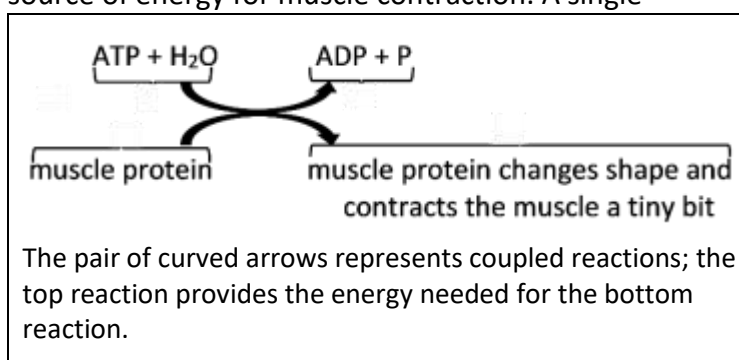 source of energy for muscle contraction. A single
ATP + H₂O ADP + P
muscle protein muscle protein changes shape and
contracts the muscle a tiny bit
The pair of curved arrows represents coupled reactions; the
top reaction provides the energy needed for the bottom
reaction.